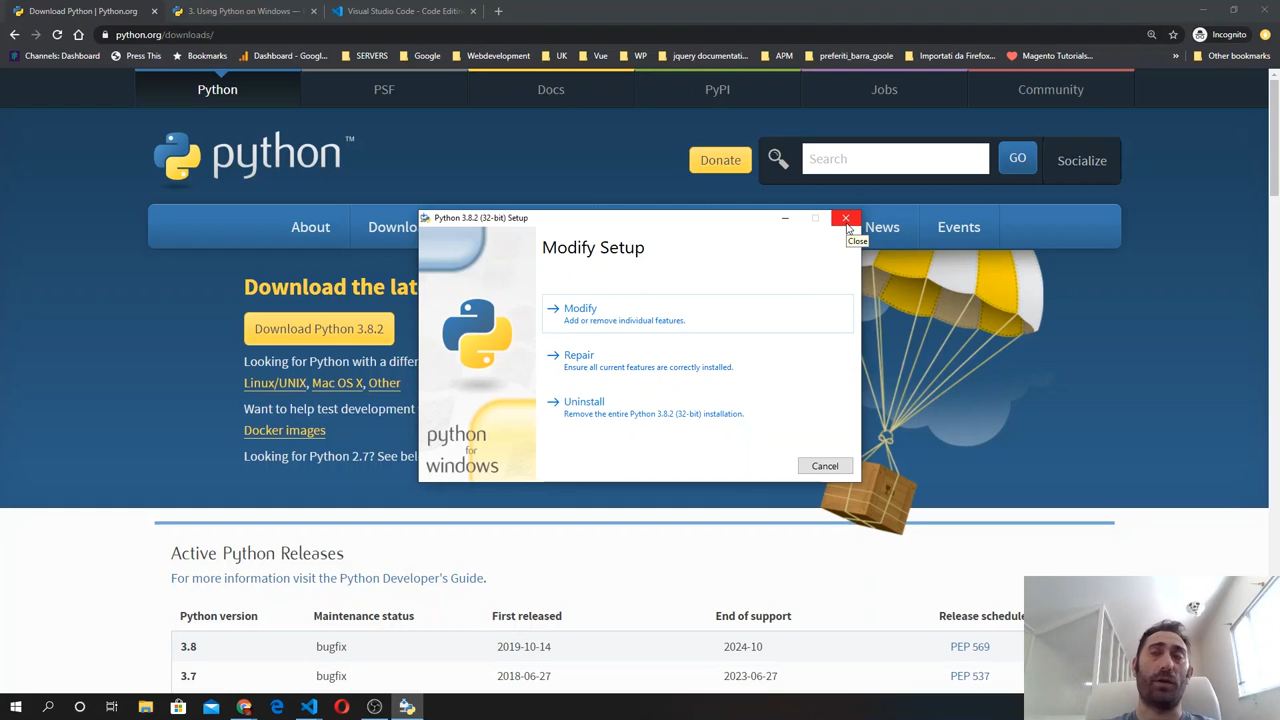 Download Python | Python.org
3. Using Python on Windows —
Visual Studio Code - Code Editin
python.org/downloads/
Incognito
Channels: Dashboard
Press This
Bookmarks
Dashboard - Googl...
SERVERS
Google
Webdevelopment
UK
Vue
WP
jquery documentati...
APM
preferiti_barra_goole
Importati da Firefox...
Magento Tutorials...
»
Other bookmarks
Python
PSF
Docs
PyPI
Jobs
Community
python™
Donate
Search
GO
Socialize
About
Downlo
News
Events
Python 3.8.2 (32-bit) Setup
Close
Modify Setup
Modify
Add or remove individual features.
Repair
Ensure all current features are correctly installed.
Uninstall
Remove the entire Python 3.8.2 (32-bit) installation.
Cancel
python
for
windows
Download the lat
Download Python 3.8.2
Looking for Python with a differe
Linux/UNIX, Mac OS X, Other
Want to help test development
Docker images
Looking for Python 2.7? See bel
Active Python Releases
For more information visit the Python Developer's Guide.
Python version Maintenance status First released End of support Release schedule
3.8 bugfix 2019-10-14 2024-10 PEP 569
3.7 bugfix 2018-06-27 2023-06-27 PEP 537